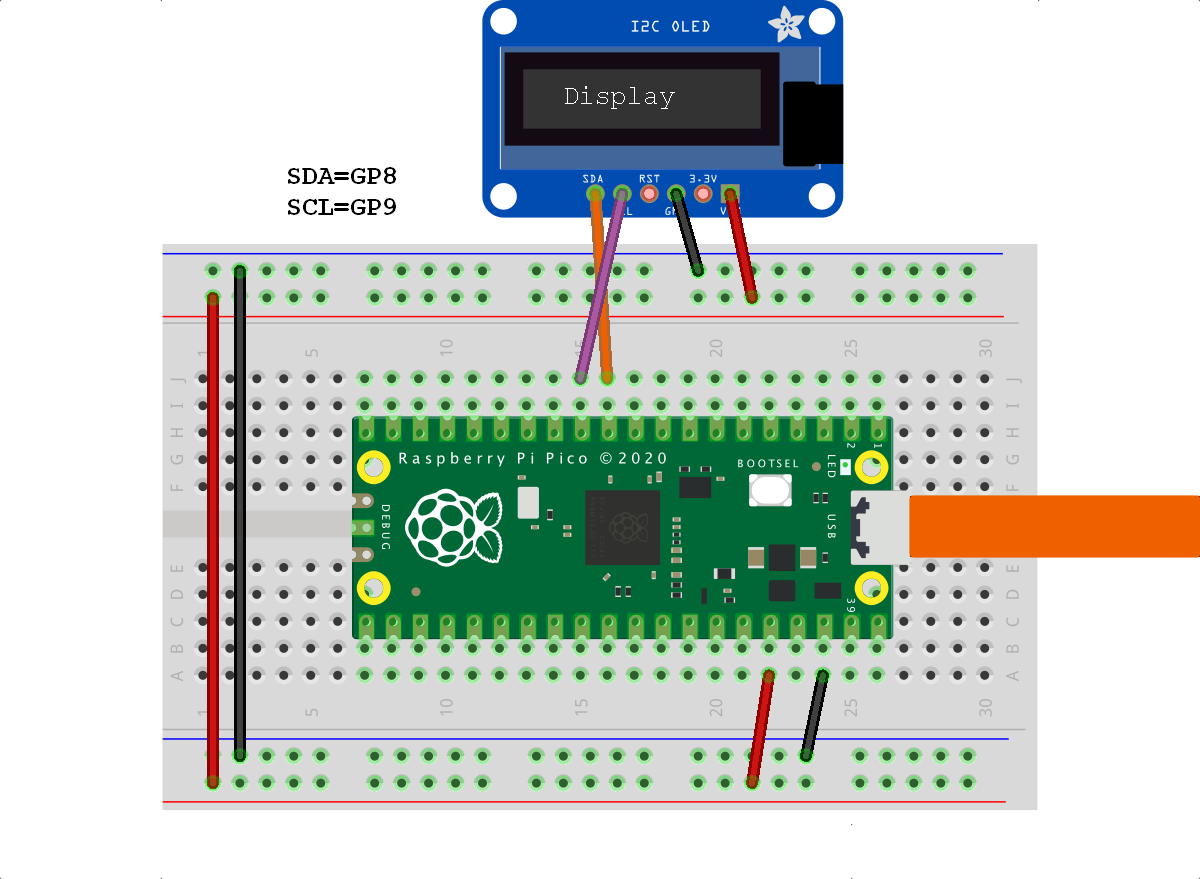 I2C OLED
Display
SDA RST 3.3V
SDA=GP8
SCL=GP9
1 5 10 15 20 25 30
J J
I I
H H
2 1
G G
F F
Raspberry Pi Pico ©2020
BOOTSEL
LED
DEBUG
USB
E E
D D
39
C C
B B
A A
1 5 10 15 20 25 30